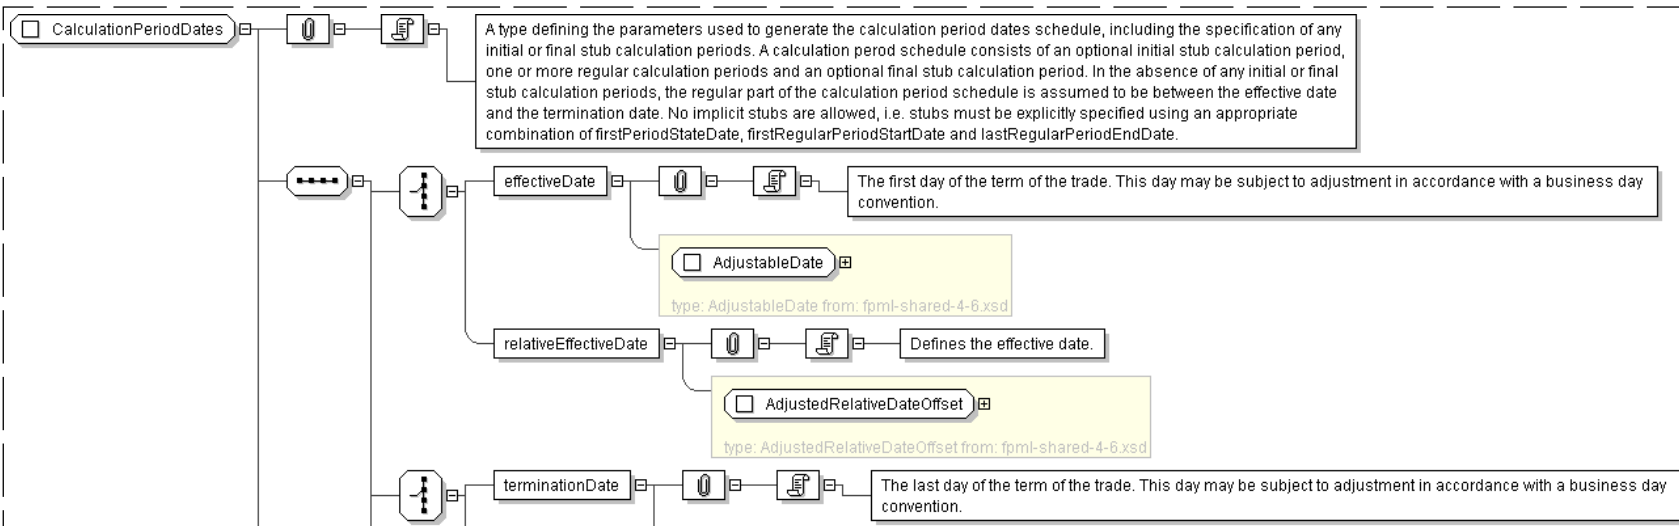 CalculationPeriodDates
A type defining the parameters used to generate the calculation period dates schedule, including the specification of any
initial or final stub calculation periods. A calculation perod schedule consists of an optional initial stub calculation period,
one or more regular calculation periods and an optional final stub calculation period. In the absence of any initial or final
stub calculation periods, the regular part of the calculation period schedule is assumed to be between the effective date
and the termination date. No implicit stubs are allowed, i.e. stubs must be explicitly specified using an appropriate
combination of firstPeriodStateDate, firstRegularPeriodStartDate and lastRegularPeriodEndDate.
effectiveDate
The first day of the term of the trade. This day may be subject to adjustment in accordance with a business day
convention.
AdjustableDate
type: AdjustableDate from: fpml-shared-4-6.xsd
relativeEffectiveDate
Defines the effective date.
AdjustedRelativeDateOffset
type: AdjustedRelativeDateOffset from: fpml-shared-4-6.xsd
terminationDate
The last day of the term of the trade. This day may be subject to adjustment in accordance with a business day
convention.